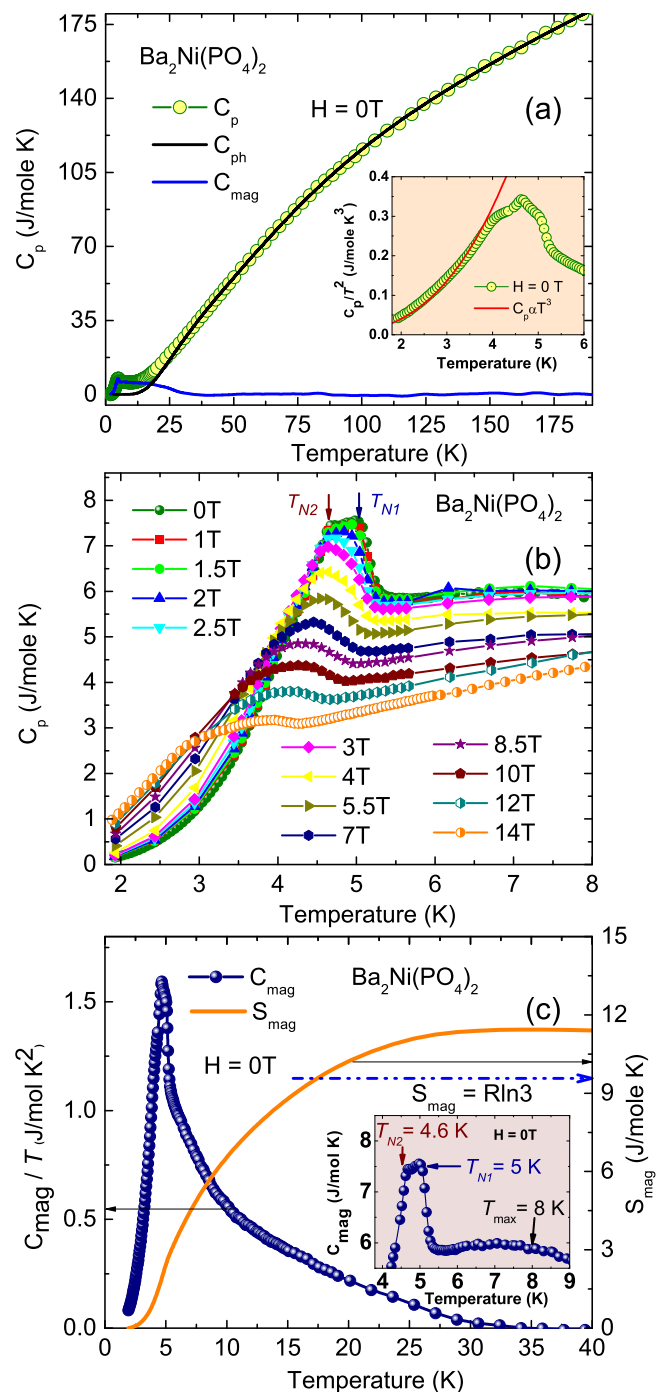 175
140
105
70
35
0
C_p (J/mole K)
Ba₂Ni(PO₄)₂
H = 0T
(a)
C_p
C_ph
C_mag
0.4
0.3
0.2
0.1
0.0
c_p/T² (J/mole K³)
H = 0 T
C_pαT³
2 3 4 5 6
Temperature (K)
0 25 50 75 100 125 150 175
Temperature (K)
8
7
6
5
4
3
2
1
0
C_p (J/mole K)
T_N2 T_N1 Ba₂Ni(PO₄)₂
(b)
0T
1T
1.5T
2T
2.5T
3T
4T
5.5T
7T
8.5T
10T
12T
14T
2 3 4 5 6 7 8
Temperature (K)
1.5
1.0
0.5
0.0
C_mag / T (J/mol K²)
C_mag
S_mag
Ba₂Ni(PO₄)₂
(c)
H = 0T
S_mag = Rln3
15
12
9
6
3
0
S_mag (J/mole K)
T_N2 = 4.6 K H = 0T
T_N1 = 5 K
T_max = 8 K
8
7
6
C_mag (J/mol K)
4 5 6 7 8 9
Temperature (K)
0 5 10 15 20 25 30 35 40
Temperature (K)